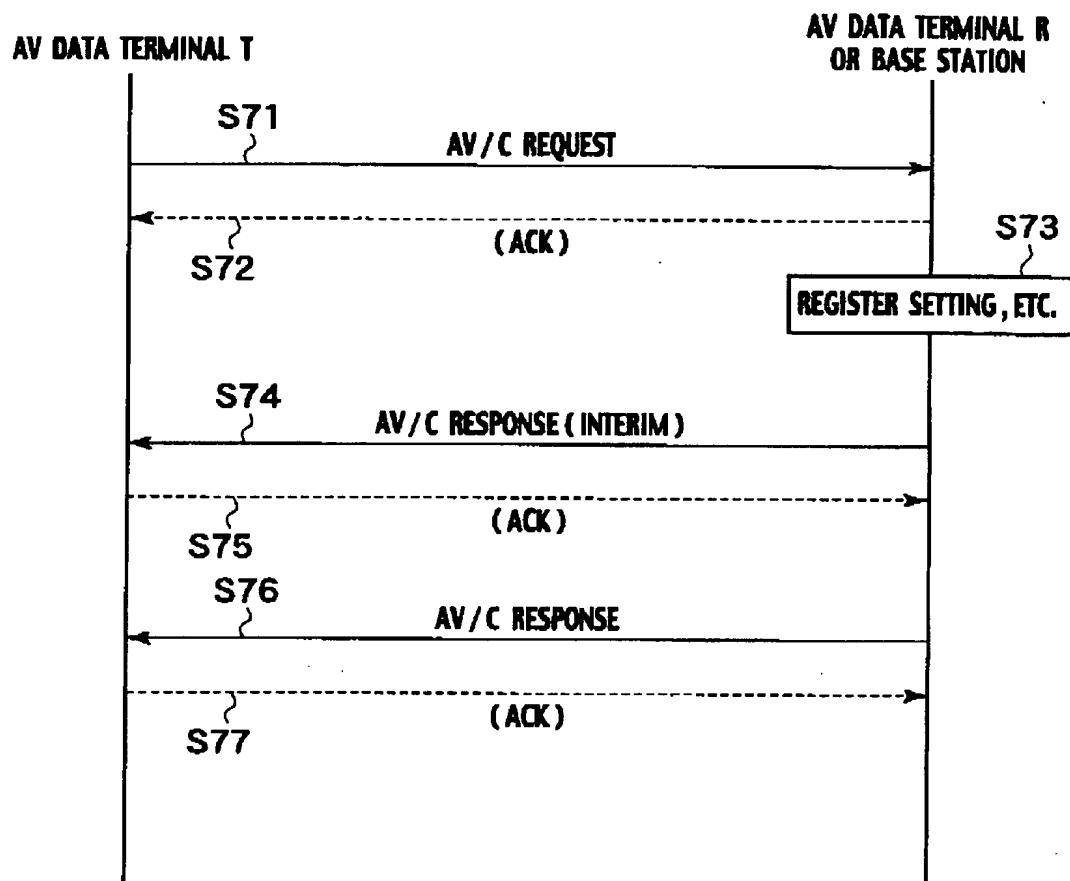 AV DATA TERMINAL T
AV DATA TERMINAL R
OR BASE STATION
S71
AV/C REQUEST
S72
(ACK)
S73
REGISTER SETTING, ETC.
S74
AV/C RESPONSE (INTERIM)
S75
(ACK)
S76
AV/C RESPONSE
S77
(ACK)